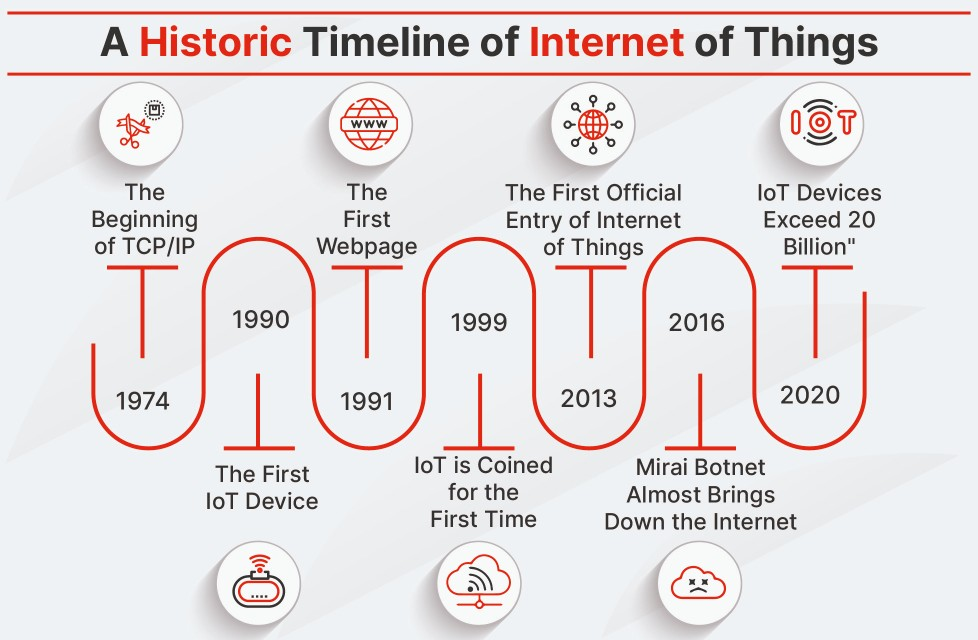 A Historic Timeline of Internet of Things
WWW
IOT
The
Beginning
of TCP/IP
The
First
Webpage
The First Official
Entry of Internet
of Things
IoT Devices
Exceed 20
Billion"
1974
1990
1991
1999
2013
2016
2020
The First
IoT Device
IoT is Coined
for the
First Time
Mirai Botnet
Almost Brings
Down the Internet